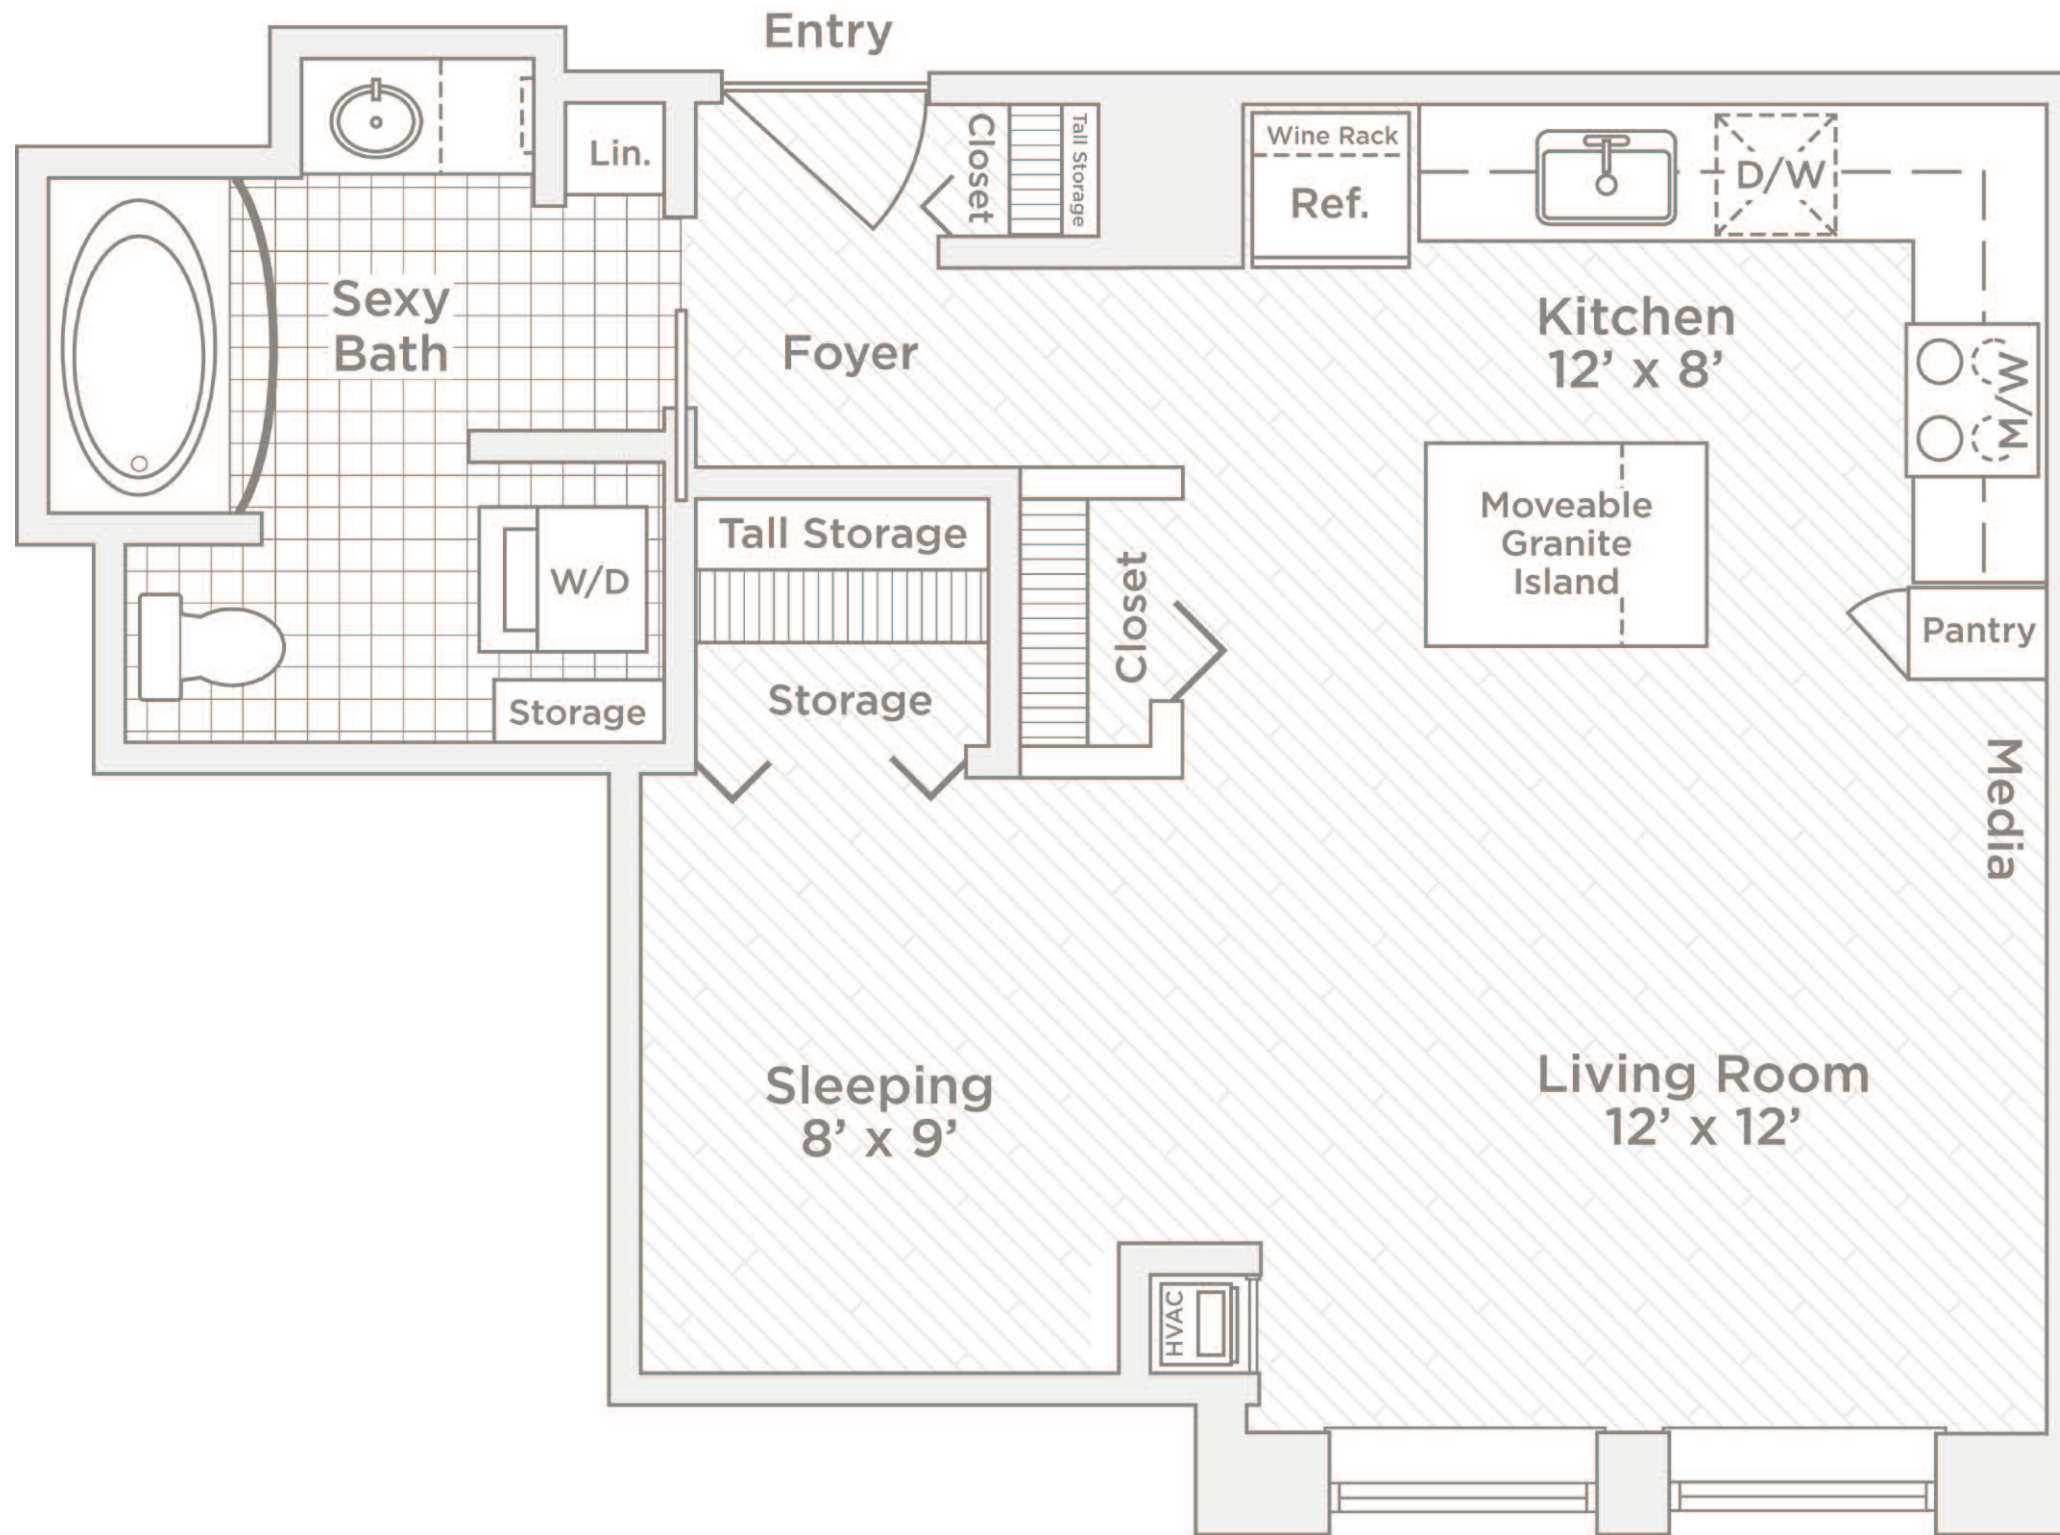 Entry
Lin.
Closet
Tall Storage
Wine Rack
Ref.
D/W
Sexy
Bath
Foyer
Kitchen
12’ x 8’
W/M
Moveable
Granite
Island
Tall Storage
W/D
Closet
Pantry
Storage
Storage
Media
Sleeping
8’ x 9’
Living Room
12’ x 12’
HVAC